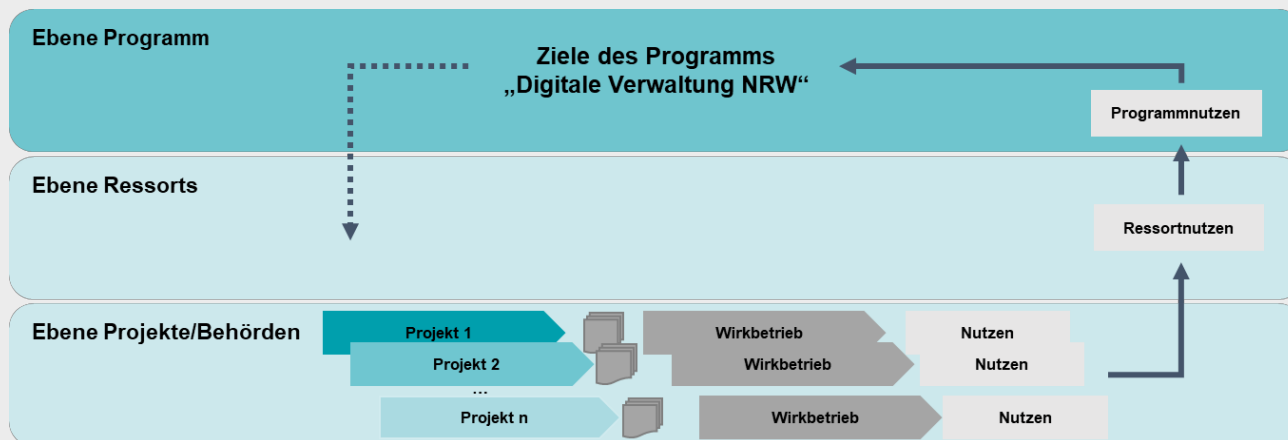 Ebene Programm
Ziele des Programms
„Digitale Verwaltung NRW“
Programmnutzen
Ebene Ressorts
Ressortnutzen
Ebene Projekte/Behörden
Projekt 1
Wirkbetrieb
Nutzen
Projekt 2
Wirkbetrieb
Nutzen
...
Projekt n
Wirkbetrieb
Nutzen